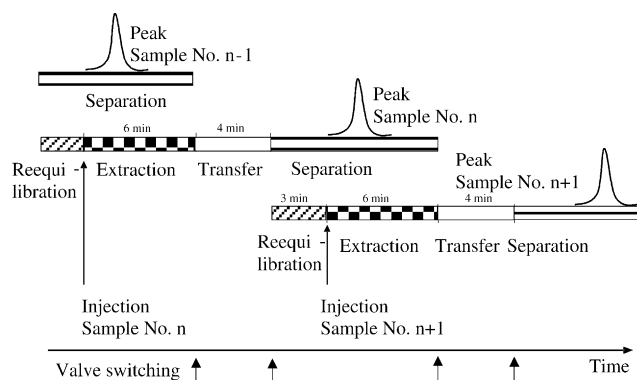 Peak
Sample No. n-1
Separation
Peak
Sample No. n
6 min
4 min
Reequi -
libration
Extraction
Transfer
Separation
Peak
Sample No. n+1
3 min
6 min
4 min
Reequi -
libration
Extraction
Transfer
Separation
Injection
Sample No. n
Injection
Sample No. n+1
Valve switching
Time